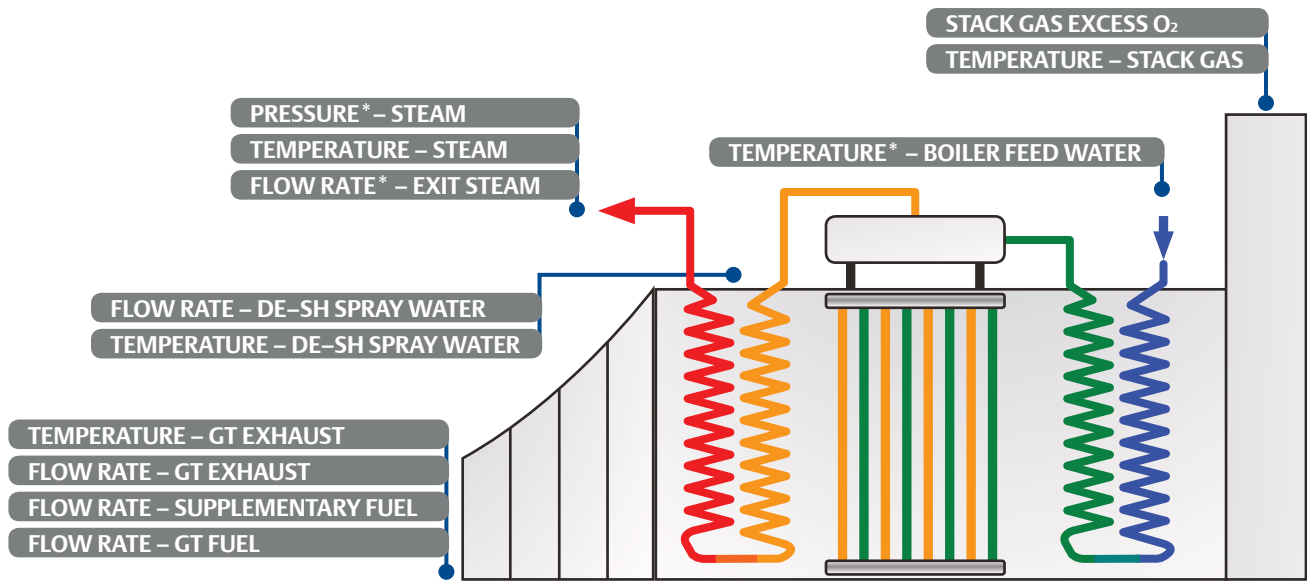 STACK GAS EXCESS O₂
TEMPERATURE – STACK GAS
PRESSURE* – STEAM
TEMPERATURE – STEAM
FLOW RATE* – EXIT STEAM
TEMPERATURE* – BOILER FEED WATER
FLOW RATE – DE–SH SPRAY WATER
TEMPERATURE – DE–SH SPRAY WATER
TEMPERATURE – GT EXHAUST
FLOW RATE – GT EXHAUST
FLOW RATE – SUPPLEMENTARY FUEL
FLOW RATE – GT FUEL